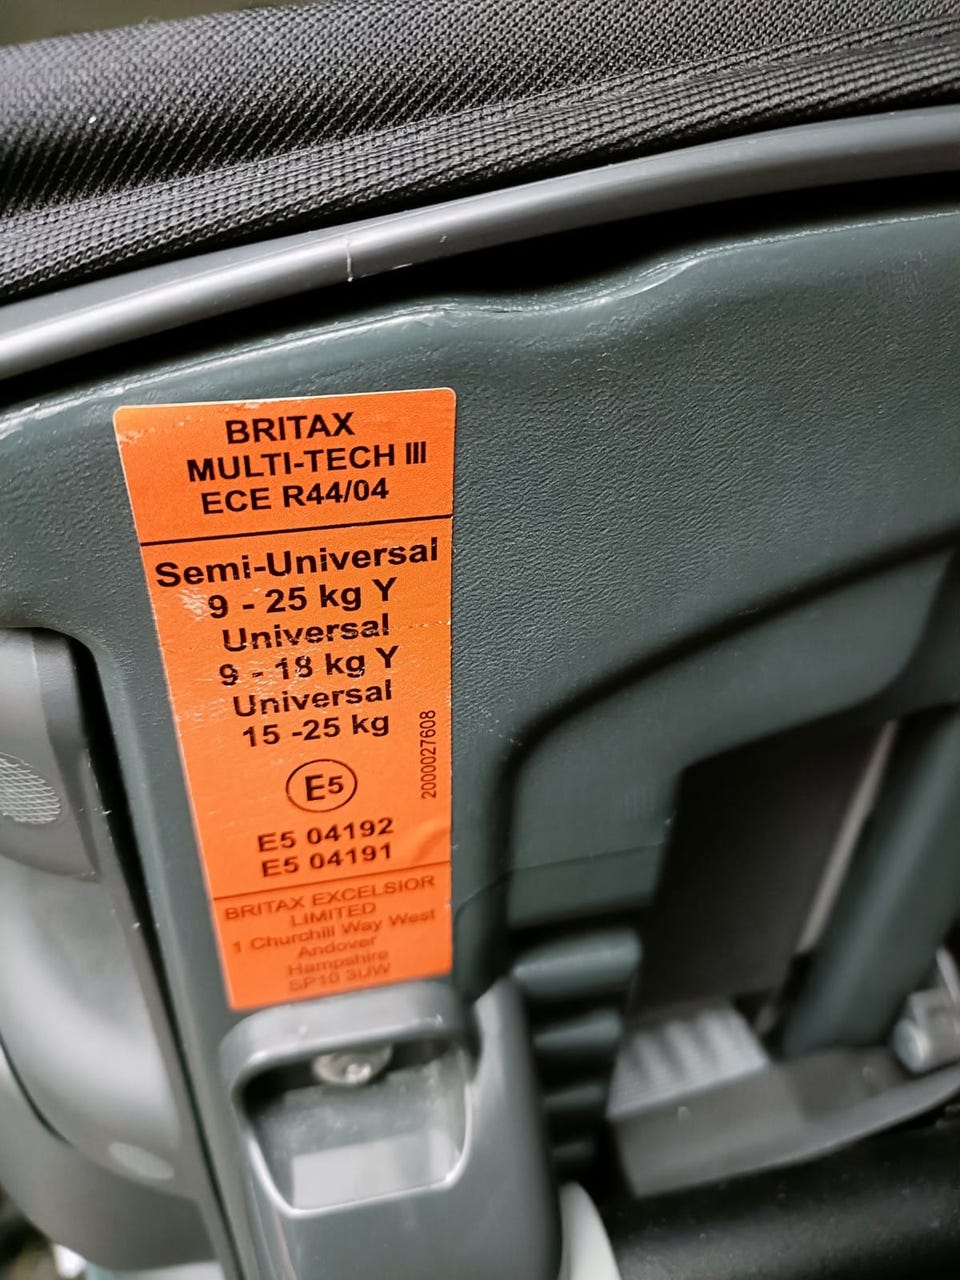 BRITAX
MULTI-TECH III
ECE R44/04
Semi-Universal
9 - 25 kg Y
Universal
9 - 18 kg Y
Universal
15 -25 kg
2000027608
E5
E5 04192
E5 04191
BRITAX EXCELSIOR
LIMITED
1 Churchill Way West
Andover
Hampshire
SP10 3UW